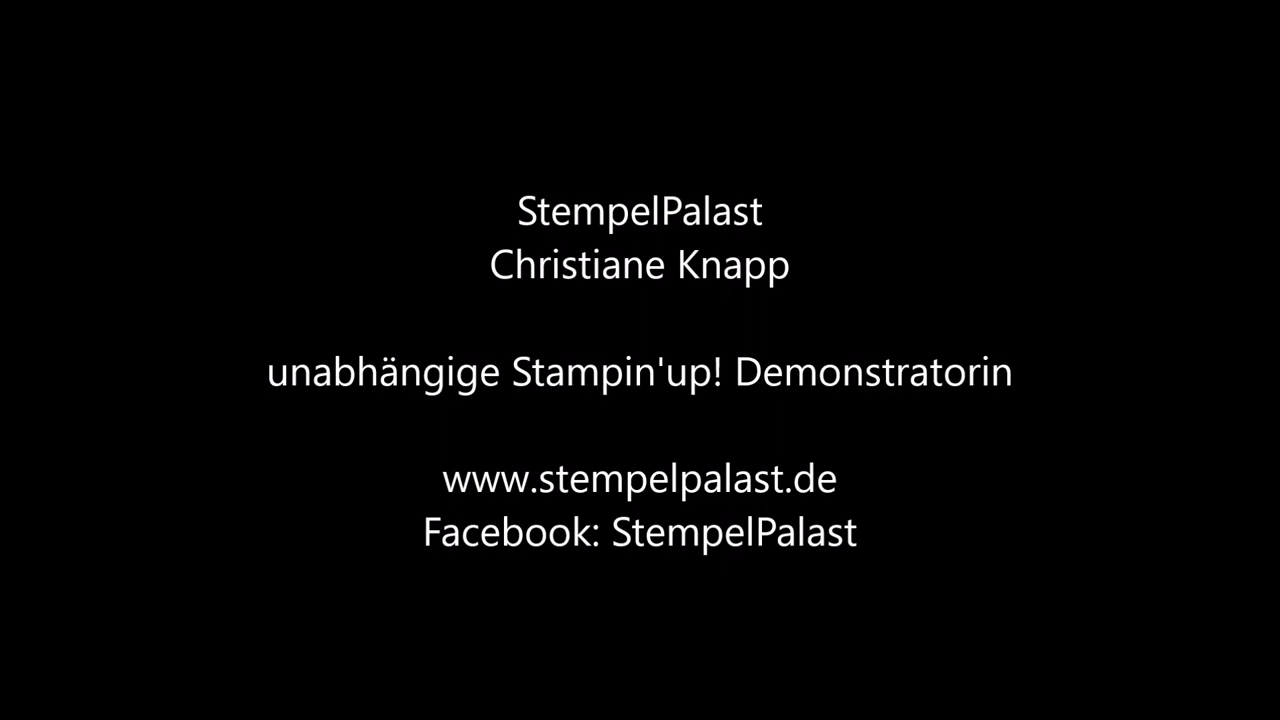 StempelPalast
Christiane Knapp
unabhängige Stampin'up! Demonstratorin
www.stempelpalast.de
Facebook: StempelPalast